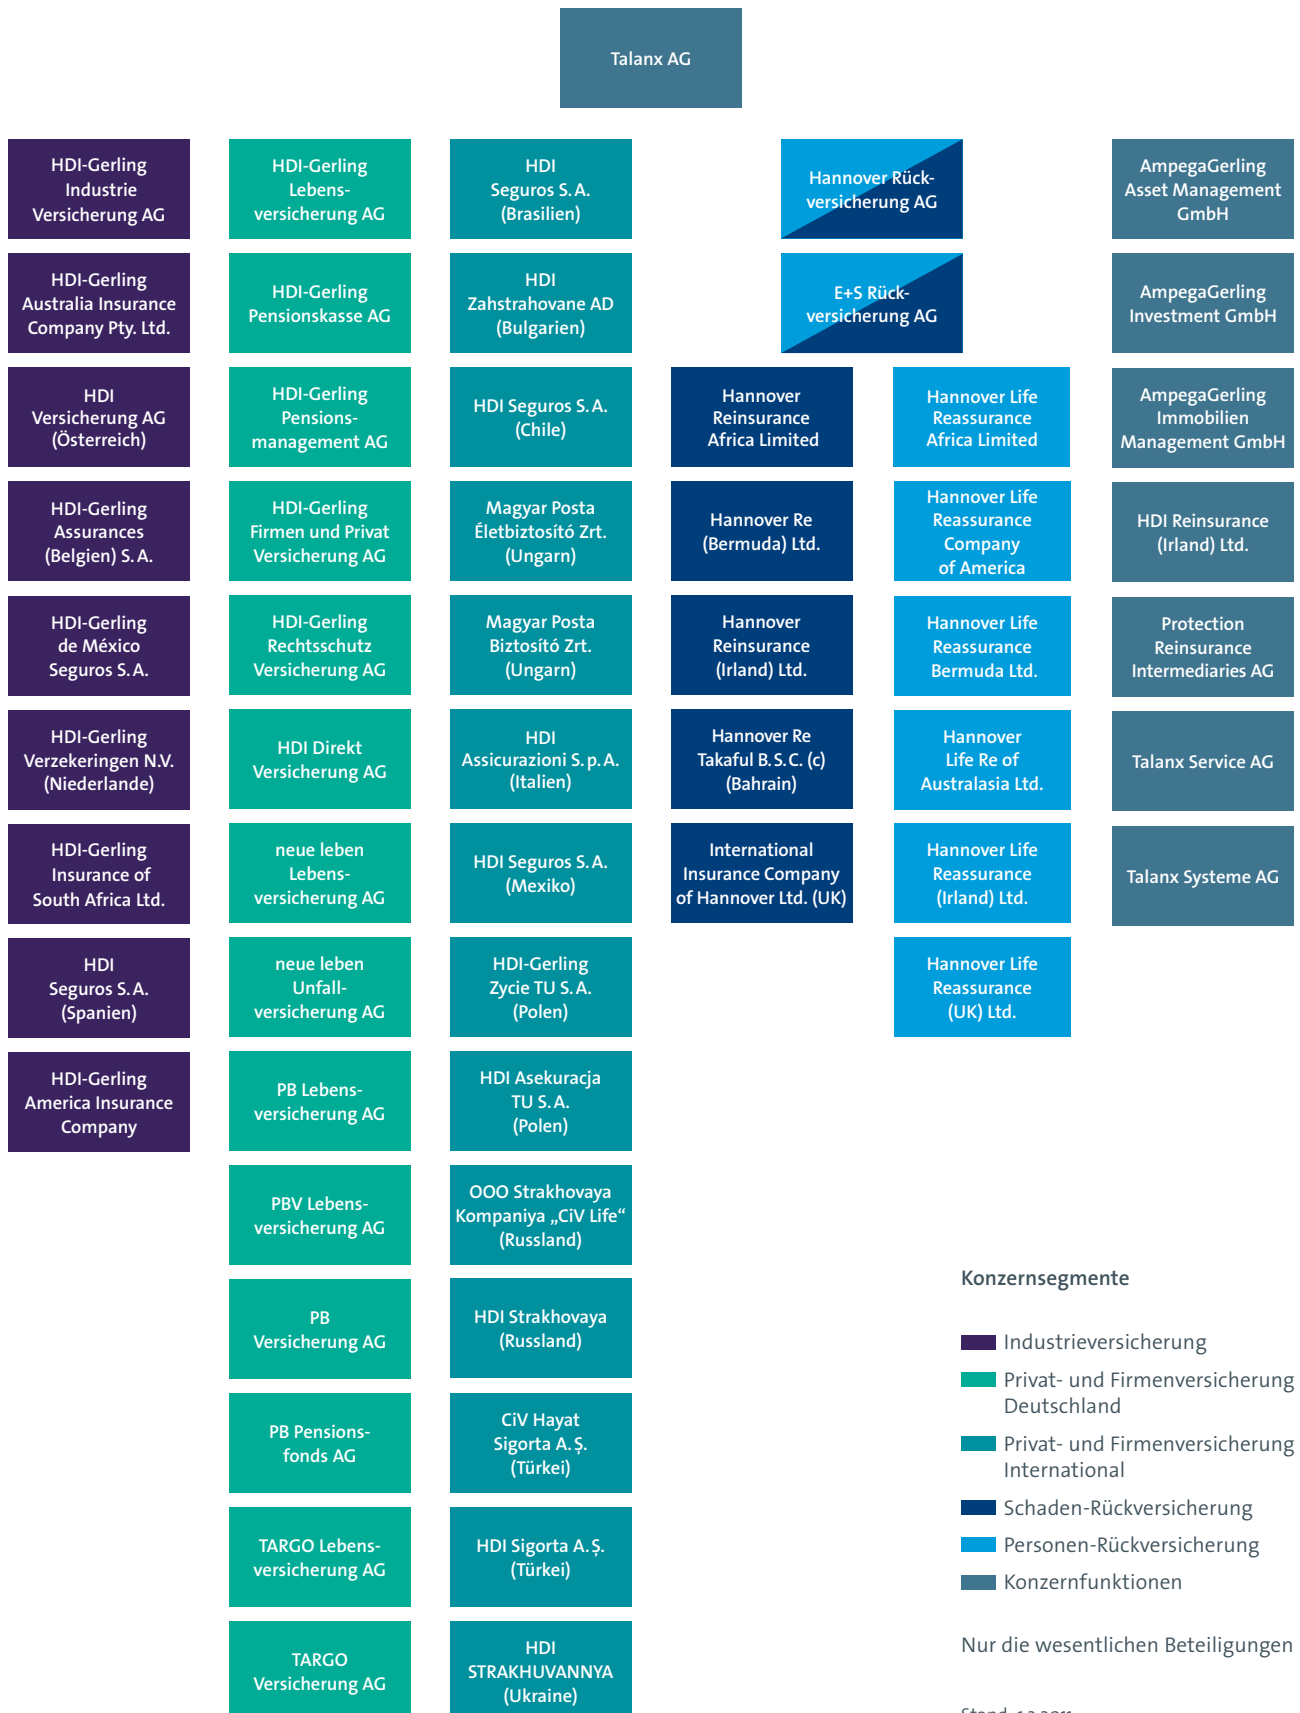 Talanx AG
HDI-Gerling
Industrie
Versicherung AG
HDI-Gerling
Australia Insurance
Company Pty. Ltd.
HDI
Versicherung AG
(Österreich)
HDI-Gerling
Assurances
(Belgien) S. A.
HDI-Gerling
de México
Seguros S. A.
HDI-Gerling
Verzekeringen N.V.
(Niederlande)
HDI-Gerling
Insurance of
South Africa Ltd.
HDI
Seguros S. A.
(Spanien)
HDI-Gerling
America Insurance
Company
HDI-Gerling
Lebens-
versicherung AG
HDI-Gerling
Pensionskasse AG
HDI-Gerling
Pensions-
management AG
HDI-Gerling
Firmen und Privat
Versicherung AG
HDI-Gerling
Rechtsschutz
Versicherung AG
HDI Direkt
Versicherung AG
neue leben
Lebens-
versicherung AG
neue leben
Unfall-
versicherung AG
PB Lebens-
versicherung AG
PBV Lebens-
versicherung AG
PB
Versicherung AG
PB Pensions-
fonds AG
TARGO Lebens-
versicherung AG
TARGO
Versicherung AG
HDI
Seguros S. A.
(Brasilien)
HDI
Zahstrahovane AD
(Bulgarien)
HDI Seguros S. A.
(Chile)
Magyar Posta
Életbiztosító Zrt.
(Ungarn)
Magyar Posta
Biztosító Zrt.
(Ungarn)
HDI
Assicurazioni S. p. A.
(Italien)
HDI Seguros S. A.
(Mexiko)
HDI-Gerling
Zycie TU S. A.
(Polen)
HDI Asekuracja
TU S. A.
(Polen)
OOO Strakhovaya
Kompaniya „CiV Life“
(Russland)
HDI Strakhovaya
(Russland)
CiV Hayat
Sigorta A. Ş.
(Türkei)
HDI Sigorta A. Ş.
(Türkei)
HDI
STRAKHUVANNYA
(Ukraine)
Hannover Rück-
versicherung AG
E+S Rück-
versicherung AG
Hannover
Reinsurance
Africa Limited
Hannover Re
(Bermuda) Ltd.
Hannover
Reinsurance
(Irland) Ltd.
Hannover Re
Takaful B. S. C. (c)
(Bahrain)
International
Insurance Company
of Hannover Ltd. (UK)
Hannover Life
Reassurance
Africa Limited
Hannover Life
Reassurance
Company
of America
Hannover Life
Reassurance
Bermuda Ltd.
Hannover
Life Re of
Australasia Ltd.
Hannover Life
Reassurance
(Irland) Ltd.
Hannover Life
Reassurance
(UK) Ltd.
AmpegaGerling
Asset Management
GmbH
AmpegaGerling
Investment GmbH
AmpegaGerling
Immobilien
Management GmbH
HDI Reinsurance
(Irland) Ltd.
Protection
Reinsurance
Intermediaries AG
Talanx Service AG
Talanx Systeme AG
Konzernsegmente
Industrieversicherung
Privat- und Firmenversicherung
Deutschland
Privat- und Firmenversicherung
International
Schaden-Rückversicherung
Personen-Rückversicherung
Konzernfunktionen
Nur die wesentlichen Beteiligungen